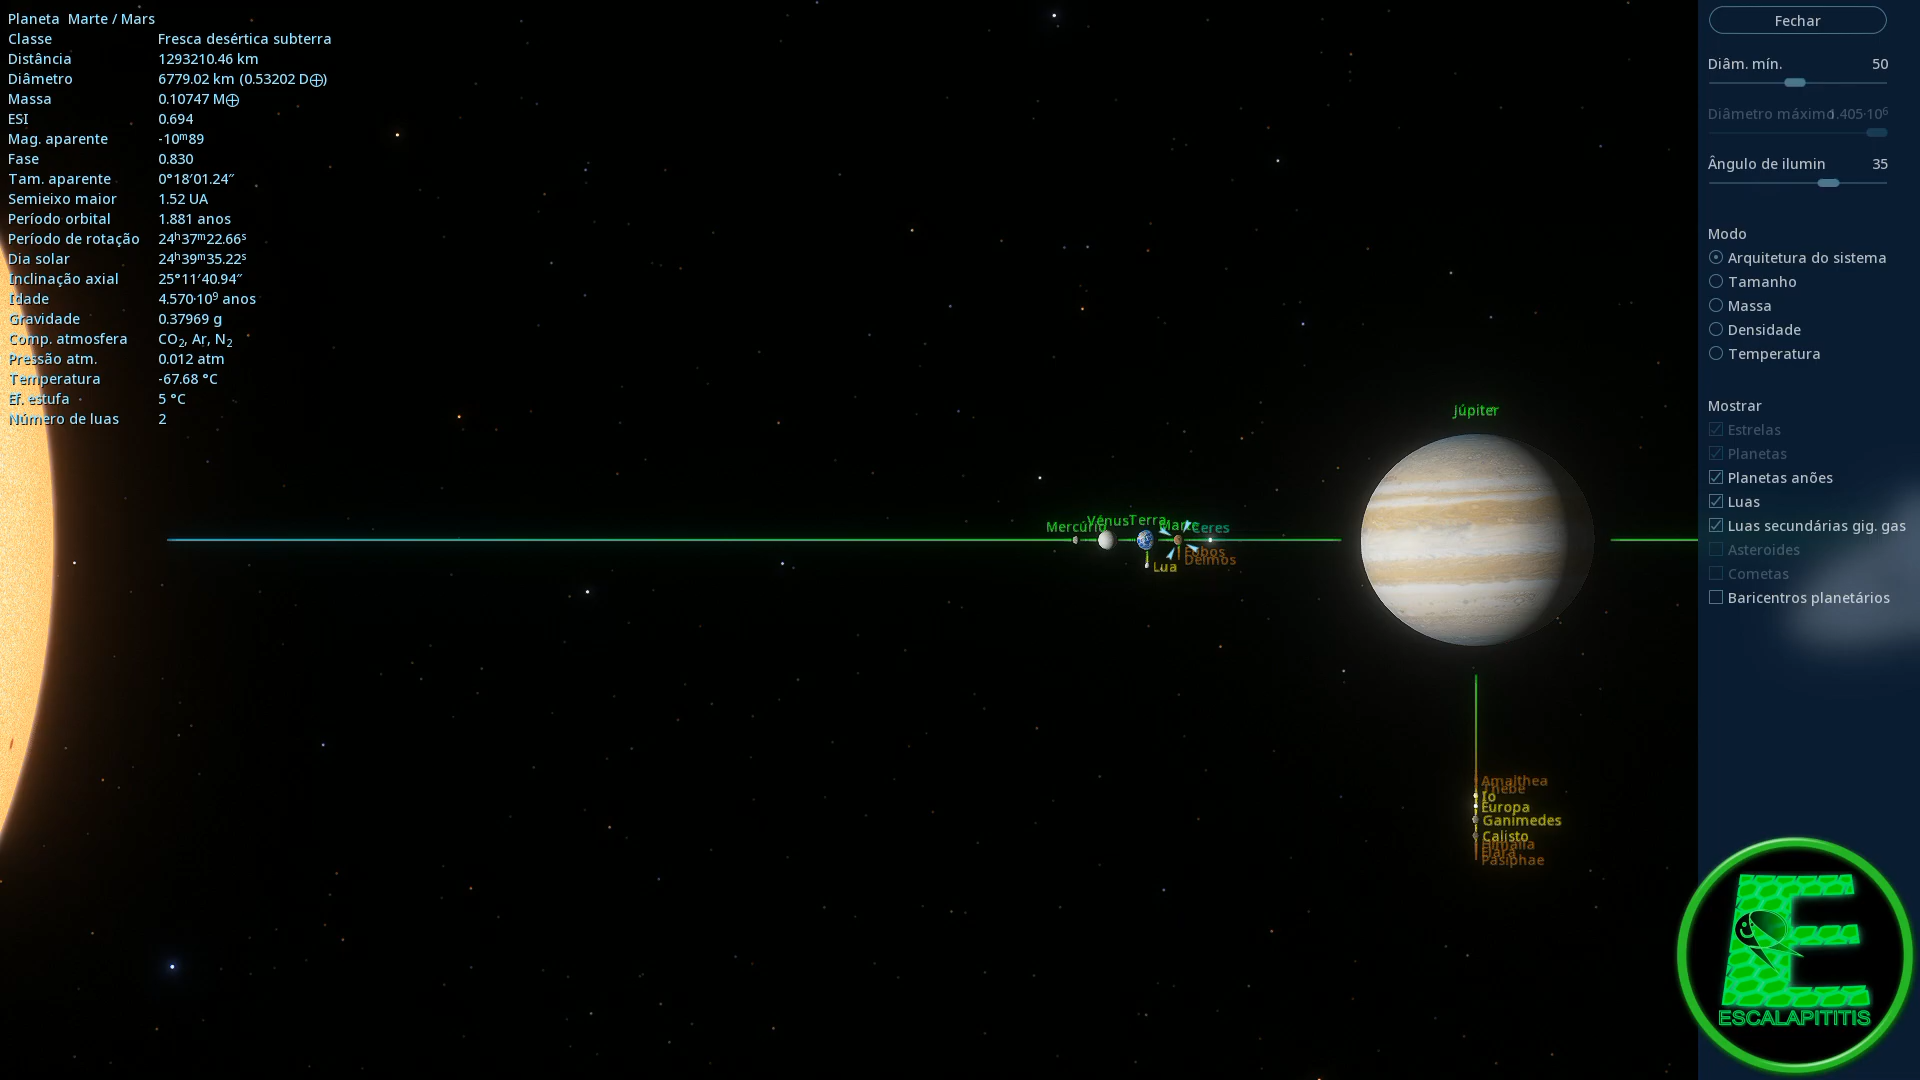 Planeta Marte / Mars
Classe Fresca desértica subterra
Distância 1293210.46 km
Diâmetro 6779.02 km (0.53202 D⊕)
Massa 0.10747 M⊕
ESI 0.694
Mag. aparente -10ᵐ89
Fase 0.830
Tam. aparente 0°18′01.24″
Semieixo maior 1.52 UA
Período orbital 1.881 anos
Período de rotação 24ʰ37ᵐ22.66ˢ
Dia solar 24ʰ39ᵐ35.22ˢ
Inclinação axial 25°11′40.94″
Idade 4.570·10⁹ anos
Gravidade 0.37969 g
Comp. atmosfera CO₂, Ar, N₂
Pressão atm. 0.012 atm
Temperatura -67.68 °C
Ef. estufa 5 °C
Número de luas 2
Júpiter
Mercúrio
Vênus
Terra
Marte
Ceres
Fobos
Deimos
Lua
Amalthea
Thebe
Io
Europa
Ganimedes
Calisto
Himalia
Elara
Pasiphae
Fechar
Diâm. mín. 50
Diâmetro máximo 1.405·10⁶
Ângulo de ilumin 35
Modo
Arquitetura do sistema
Tamanho
Massa
Densidade
Temperatura
Mostrar
Estrelas
Planetas
Planetas anões
Luas
Luas secundárias gig. gas
Asteroides
Cometas
Baricentros planetários
E
ESCALAPITITIS